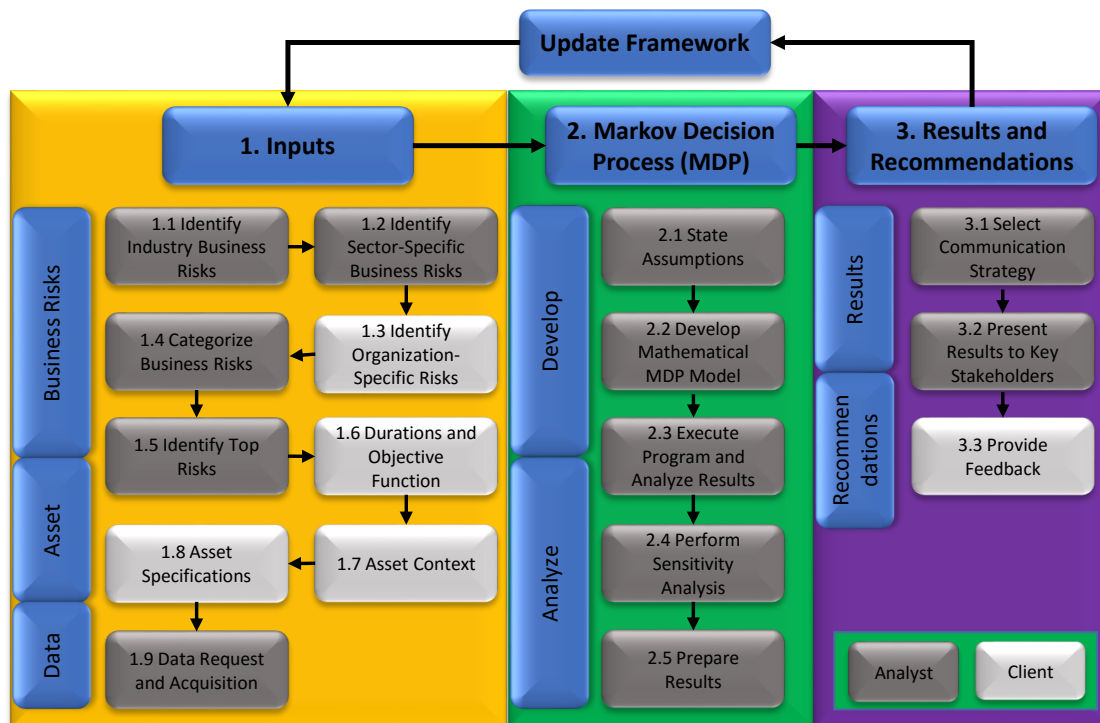 Update Framework
1. Inputs
2. Markov Decision
Process (MDP)
3. Results and
Recommendations
Business Risks
Asset
Data
1.1 Identify
Industry Business
Risks
1.2 Identify
Sector-Specific
Business Risks
1.4 Categorize
Business Risks
1.3 Identify
Organization-
Specific Risks
1.5 Identify Top
Risks
1.6 Durations and
Objective
Function
1.8 Asset
Specifications
1.7 Asset Context
1.9 Data Request
and Acquisition
Develop
Analyze
2.1 State
Assumptions
2.2 Develop
Mathematical
MDP Model
2.3 Execute
Program and
Analyze Results
2.4 Perform
Sensitivity
Analysis
2.5 Prepare
Results
Results
Recommen
dations
3.1 Select
Communication
Strategy
3.2 Present
Results to Key
Stakeholders
3.3 Provide
Feedback
Analyst
Client